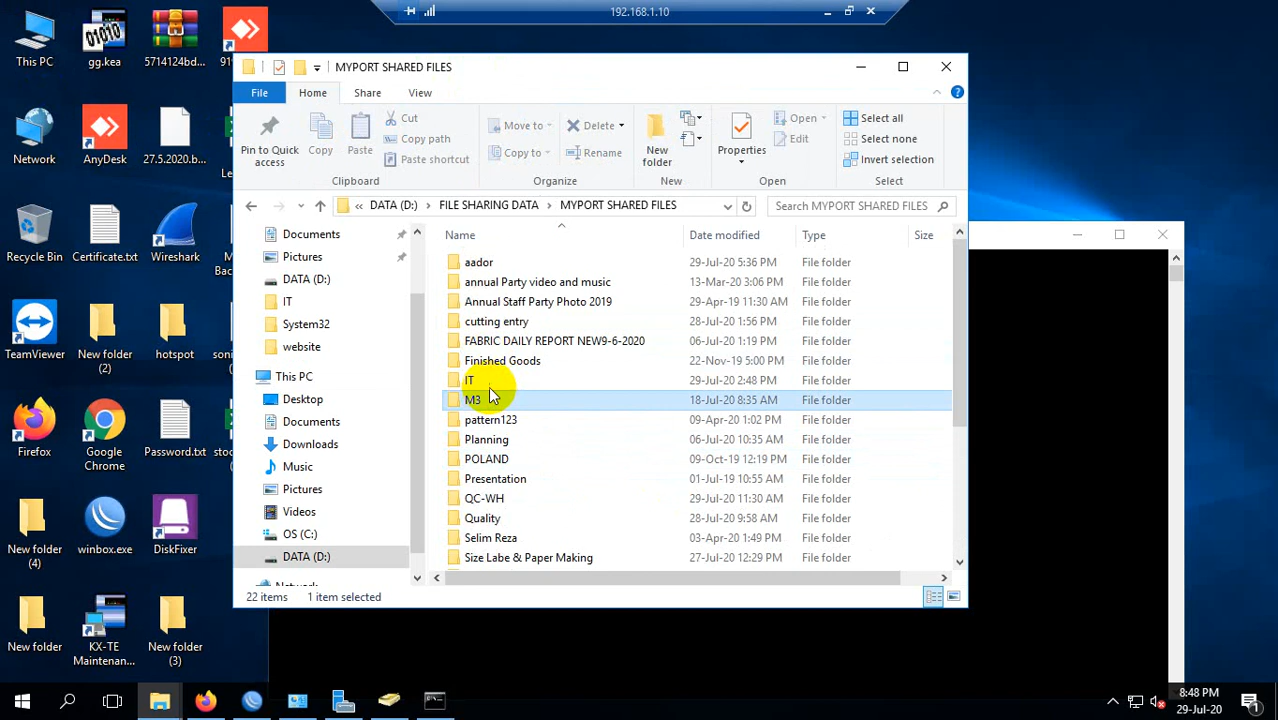 192.168.1.10
This PC
gg.kea
5714124bd...
Network
AnyDesk
27.5.2020.b...
Recycle Bin
Certificate.txt
Wireshark
TeamViewer
New folder (2)
hotspot
Firefox
Google Chrome
Password.txt
New folder (4)
winbox.exe
DiskFixer
New folder
KX-TE Maintenan...
New folder (3)
MYPORT SHARED FILES
File
Home
Share
View
Pin to Quick access
Copy
Paste
Cut
Copy path
Paste shortcut
Clipboard
Move to
Copy to
Delete
Rename
Organize
New folder
New
Properties
Open
Edit
Open
Select all
Select none
Invert selection
Select
« DATA (D:) > FILE SHARING DATA > MYPORT SHARED FILES
Search MYPORT SHARED FILES
Documents
Pictures
DATA (D:)
IT
System32
website
This PC
Desktop
Documents
Downloads
Music
Pictures
Videos
OS (C:)
DATA (D:)
Name Date modified Type Size
aador 29-Jul-20 5:36 PM File folder
annual Party video and music 13-Mar-20 3:06 PM File folder
Annual Staff Party Photo 2019 29-Apr-19 11:30 AM File folder
cutting entry 28-Jul-20 1:56 PM File folder
FABRIC DAILY REPORT NEW9-6-2020 06-Jul-20 1:19 PM File folder
Finished Goods 22-Nov-19 5:00 PM File folder
IT 29-Jul-20 2:48 PM File folder
M3 18-Jul-20 8:35 AM File folder
pattern123 09-Apr-20 1:02 PM File folder
Planning 06-Jul-20 10:35 AM File folder
POLAND 09-Oct-19 12:19 PM File folder
Presentation 01-Jul-19 10:55 AM File folder
QC-WH 29-Jul-20 11:30 AM File folder
Quality 28-Jul-20 9:58 AM File folder
Selim Reza 03-Apr-20 1:49 PM File folder
Size Labe & Paper Making 27-Jul-20 12:29 PM File folder
22 items 1 item selected
8:48 PM
29-Jul-20
1